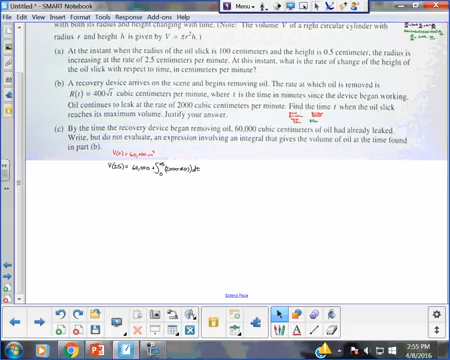 Untitled* - SMART Notebook
File Edit View Insert Format Tools Add-ons Response Help
with both its radius and height changing with time. (Note: The volume V of a right circular cylinder with
radius r and height h is given by V = πr²h.)
(a) At the instant when the radius of the oil slick is 100 centimeters and the height is 0.5 centimeter, the radius is
increasing at the rate of 2.5 centimeters per minute. At this instant, what is the rate of change of the height
of the oil slick with respect to time, in centimeters per minute?
(b) A recovery device arrives on the scene and begins removing oil. The rate at which oil is removed is
R(t) = 400√t cubic centimeters per minute, where t is the time in minutes since the device began working.
Oil continues to leak at the rate of 2000 cubic centimeters per minute. Find the time t when the oil slick
reaches its maximum volume. Justify your answer.
(c) By the time the recovery device began removing oil, 60,000 cubic centimeters of oil had already leaked.
Write, but do not evaluate, an expression involving an integral that gives the volume of oil at the time found
in part (b).
V(0) = 60,000 cm³
V(25) = 60,000 + ∫₀²⁵ (2000-R(t)) dt
Extend Page
2:55 PM
4/8/2016